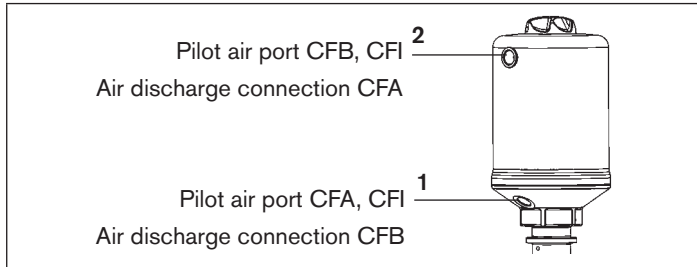 Pilot air port CFB, CFI 2
Air discharge connection CFA
Pilot air port CFA, CFI 1
Air discharge connection CFB